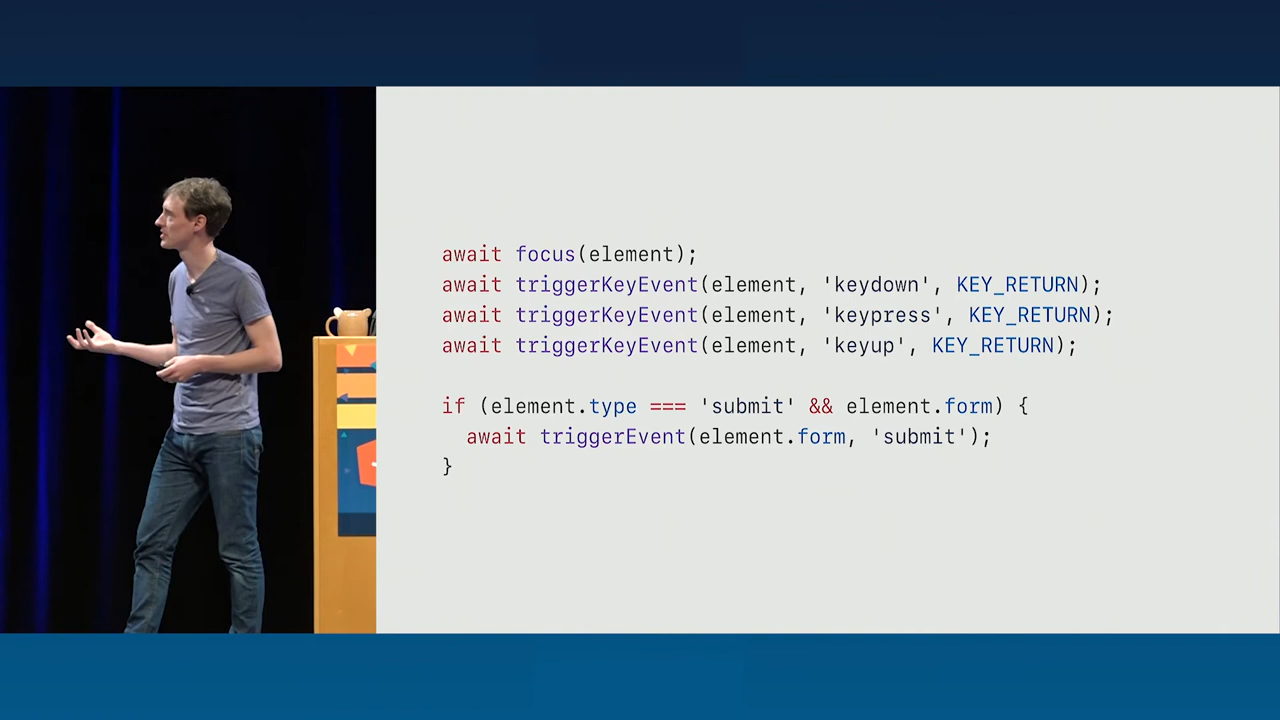 await focus(element);
await triggerKeyEvent(element, 'keydown', KEY_RETURN);
await triggerKeyEvent(element, 'keypress', KEY_RETURN);
await triggerKeyEvent(element, 'keyup', KEY_RETURN);
if (element.type === 'submit' && element.form) {
  await triggerEvent(element.form, 'submit');
}